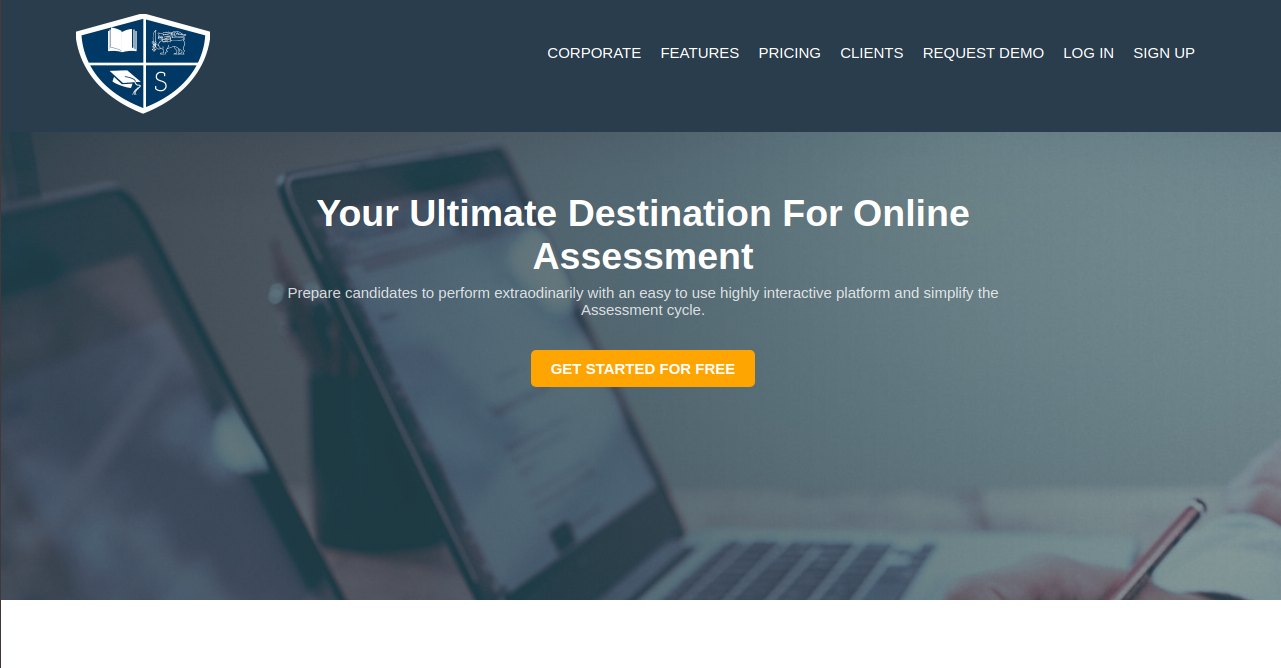 S
CORPORATE FEATURES PRICING CLIENTS REQUEST DEMO LOG IN SIGN UP
Your Ultimate Destination For Online
Assessment
Prepare candidates to perform extraodinarily with an easy to use highly interactive platform and simplify the
Assessment cycle.
GET STARTED FOR FREE